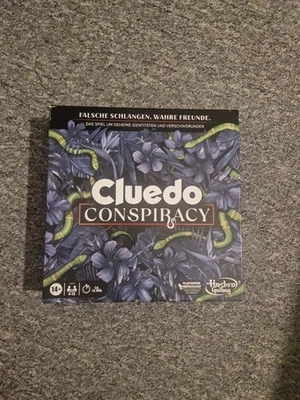 FALSCHE SCHLANGEN. WAHRE FREUNDE.
DAS SPIEL UM GEHEIME IDENTITÄTEN UND VERSCHWÖRUNGEN
Cluedo
CONSPIRACY
14+
Hasbro
Gaming